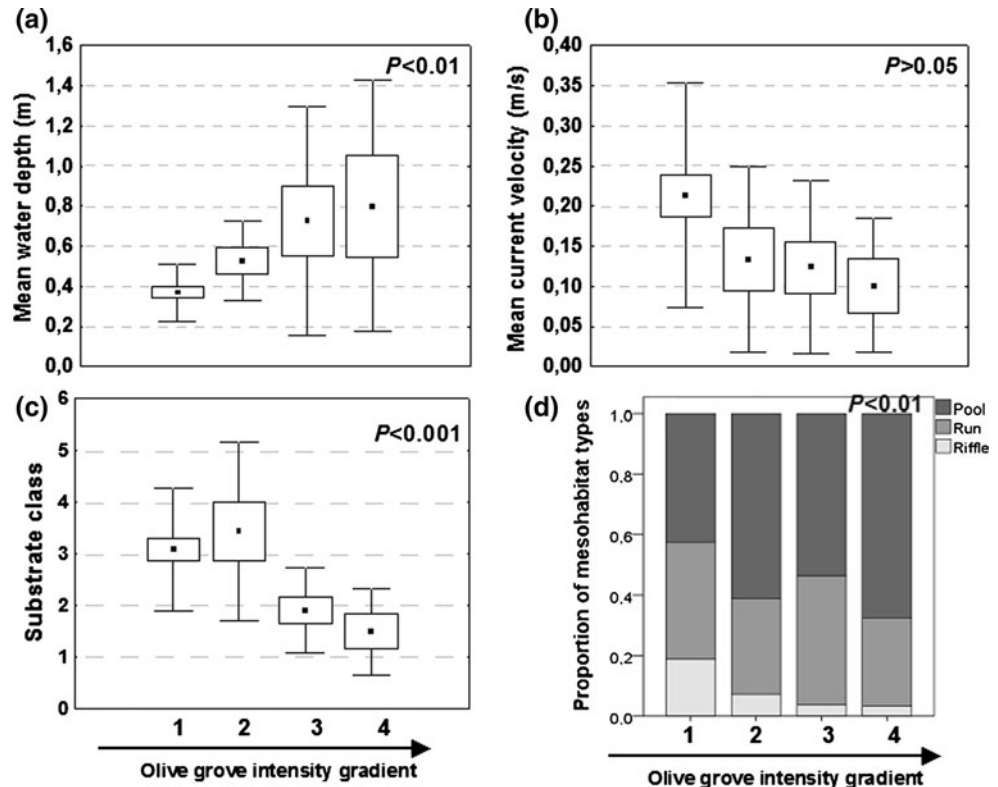 (a)
Mean water depth (m)
1,6
1,4
1,2
1,0
0,8
0,6
0,4
0,2
0,0
P<0.01
(b)
Mean current velocity (m/s)
0,40
0,35
0,30
0,25
0,20
0,15
0,10
0,05
0,00
P>0.05
(c)
Substrate class
6
5
4
3
2
1
0
P<0.001
1 2 3 4
Olive grove intensity gradient
(d)
Proportion of mesohabitat types
1.0
0.8
0.6
0.4
0.2
0.0
P<0.01
Pool
Run
Riffle
1 2 3 4
Olive grove intensity gradient